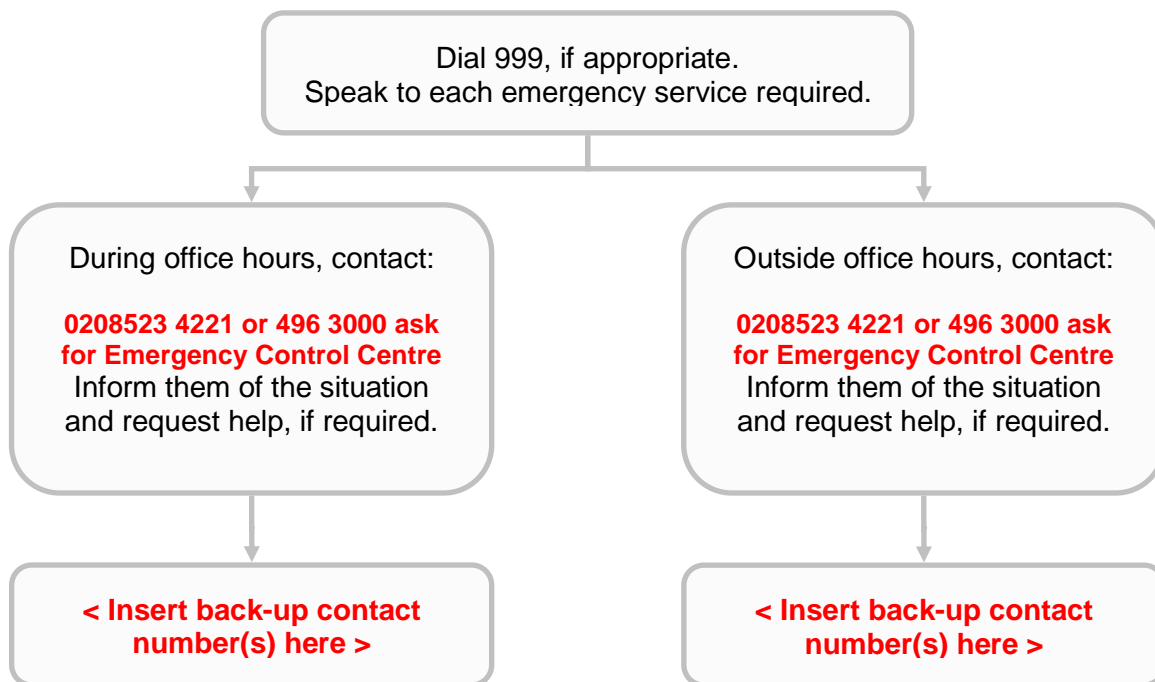 Dial 999, if appropriate.
Speak to each emergency service required.
During office hours, contact:
0208523 4221 or 496 3000 ask
for Emergency Control Centre
Inform them of the situation
and request help, if required.
Outside office hours, contact:
0208523 4221 or 496 3000 ask
for Emergency Control Centre
Inform them of the situation
and request help, if required.
< Insert back-up contact
number(s) here >
< Insert back-up contact
number(s) here >